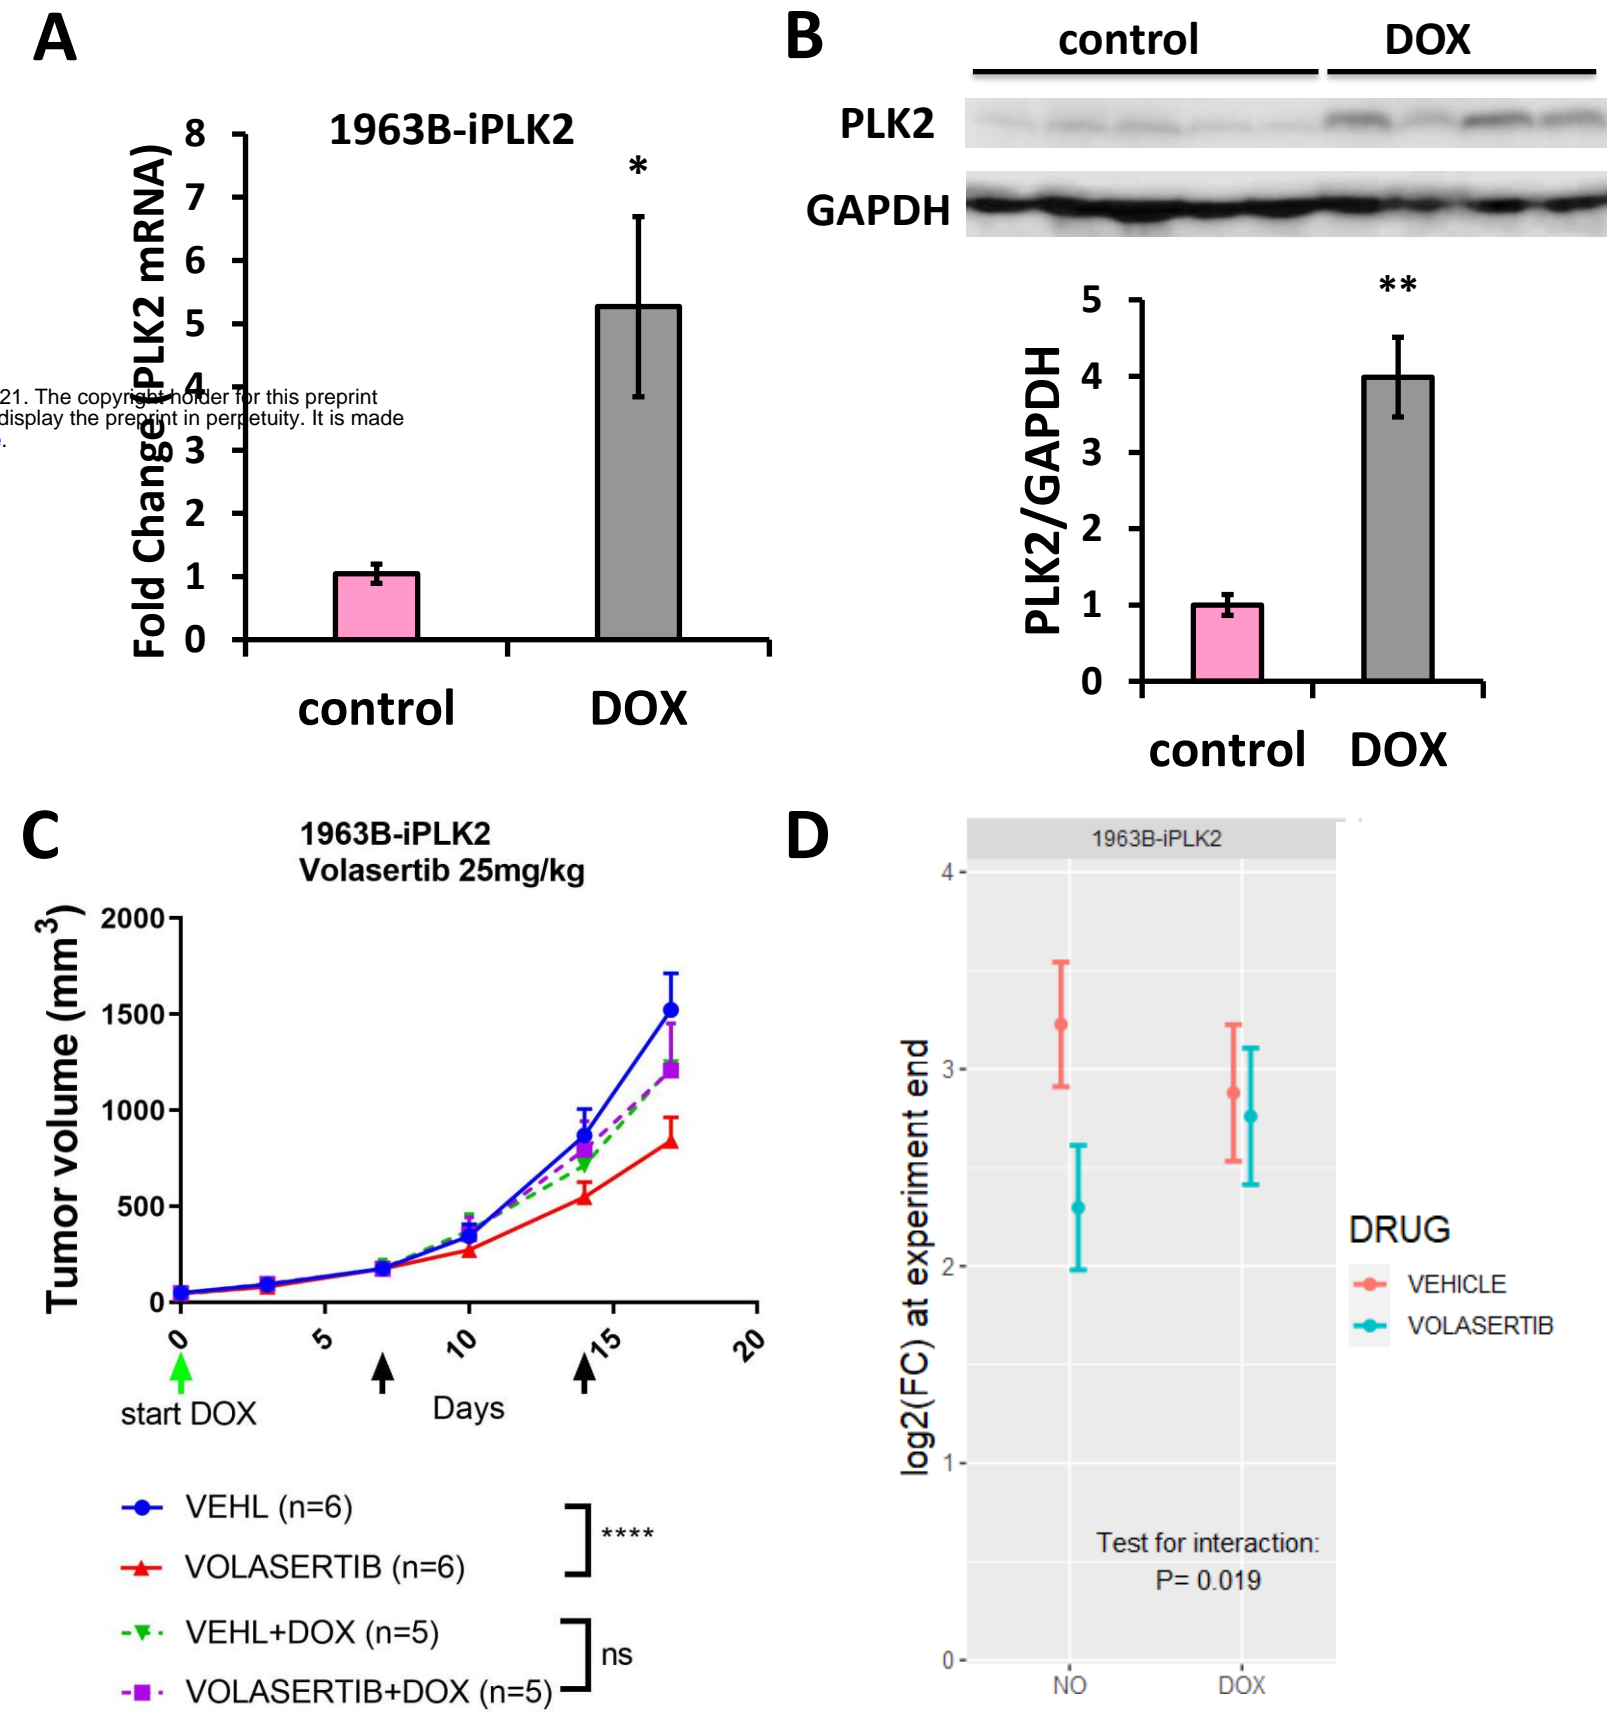 A
1963B-iPLK2
*
Fold Change (PLK2 mRNA)
8
7
6
5
4
3
2
1
0
control
DOX
21. The copyright holder for this preprint
display the preprint in perpetuity. It is made
B
control
DOX
PLK2
GAPDH
**
PLK2/GAPDH
5
4
3
2
1
0
control
DOX
C
1963B-iPLK2
Volasertib 25mg/kg
Tumor volume (mm3)
2000
1500
1000
500
0
0
5
10
15
20
start DOX
Days
VEHL (n=6)
VOLASERTIB (n=6)
****
VEHL+DOX (n=5)
VOLASERTIB+DOX (n=5)
ns
D
1963B-iPLK2
log2(FC) at experiment end
4
3
2
1
0
Test for interaction:
P= 0.019
NO
DOX
DRUG
VEHICLE
VOLASERTIB